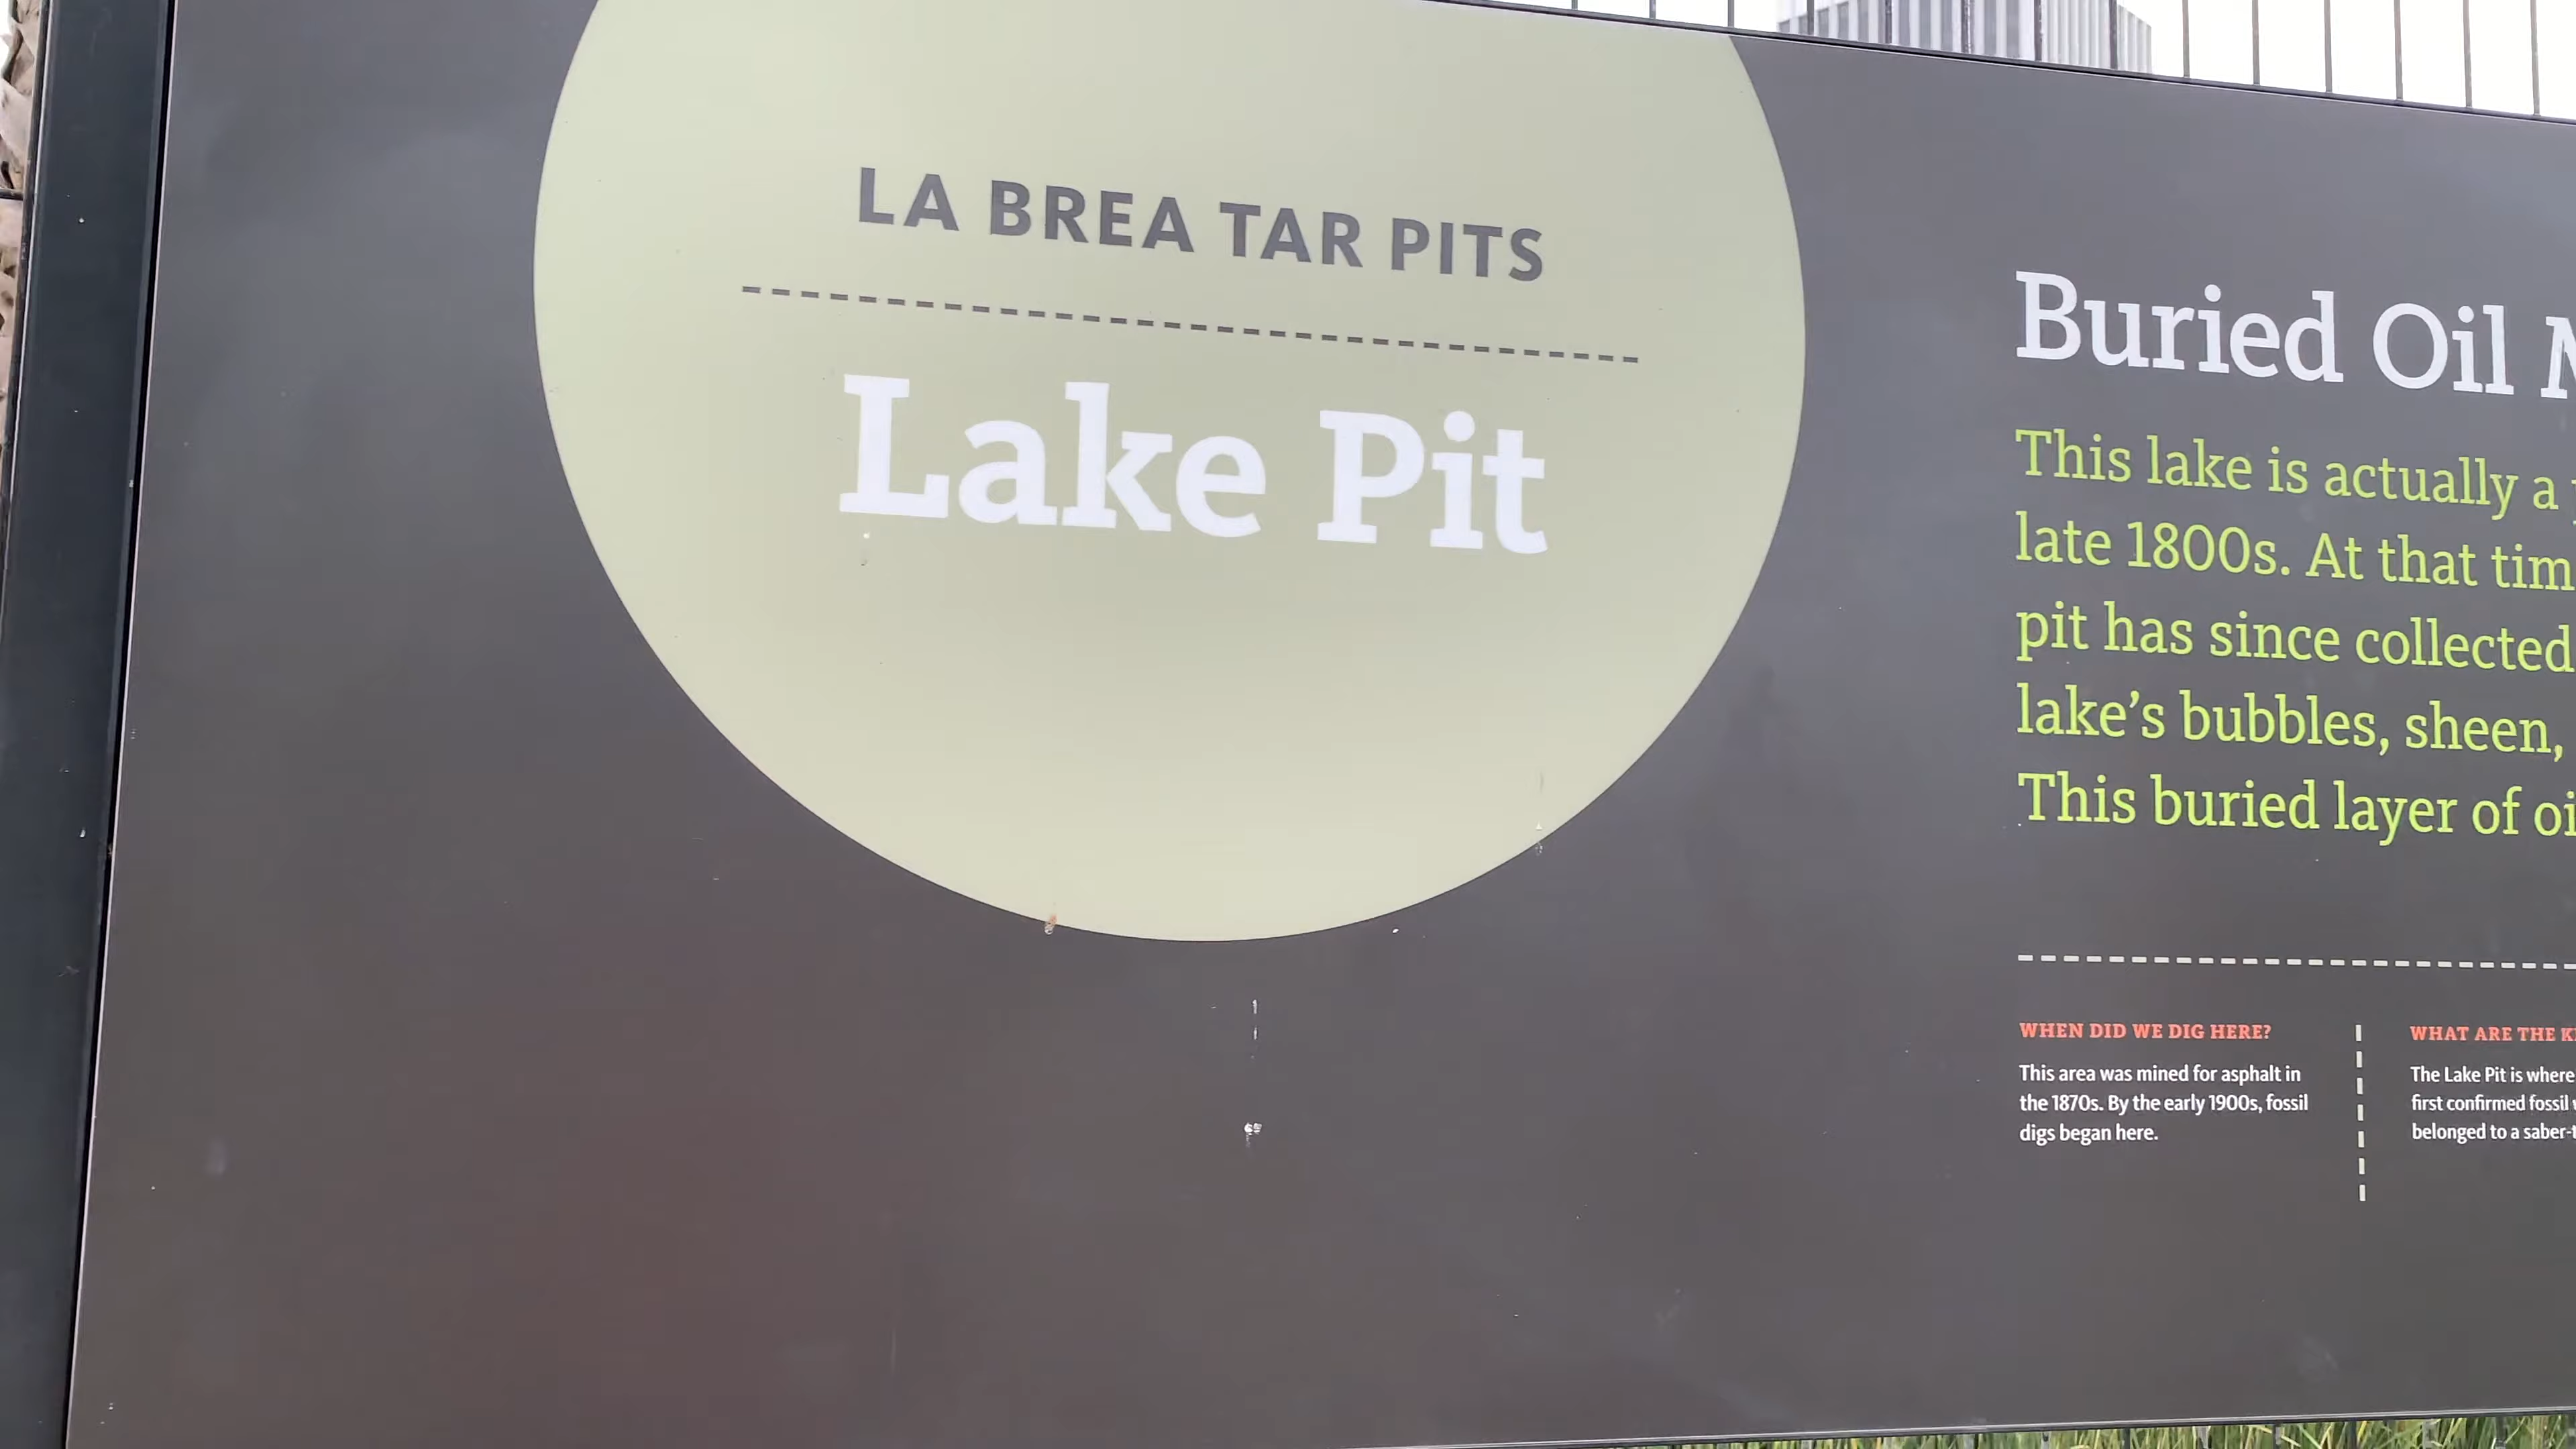 LA BREA TAR PITS
Lake Pit
Buried Oil
This lake is actually a
late 1800s. At that
pit has since collected
lake's bubbles, sheen,
This buried layer of
WHEN DID WE DIG HERE?
This area was mined for asphalt in
the 1870s. By the early 1900s, fossil
digs began here.
WHAT ARE THE
The Lake Pit is where
first confirmed fossil
belonged to a